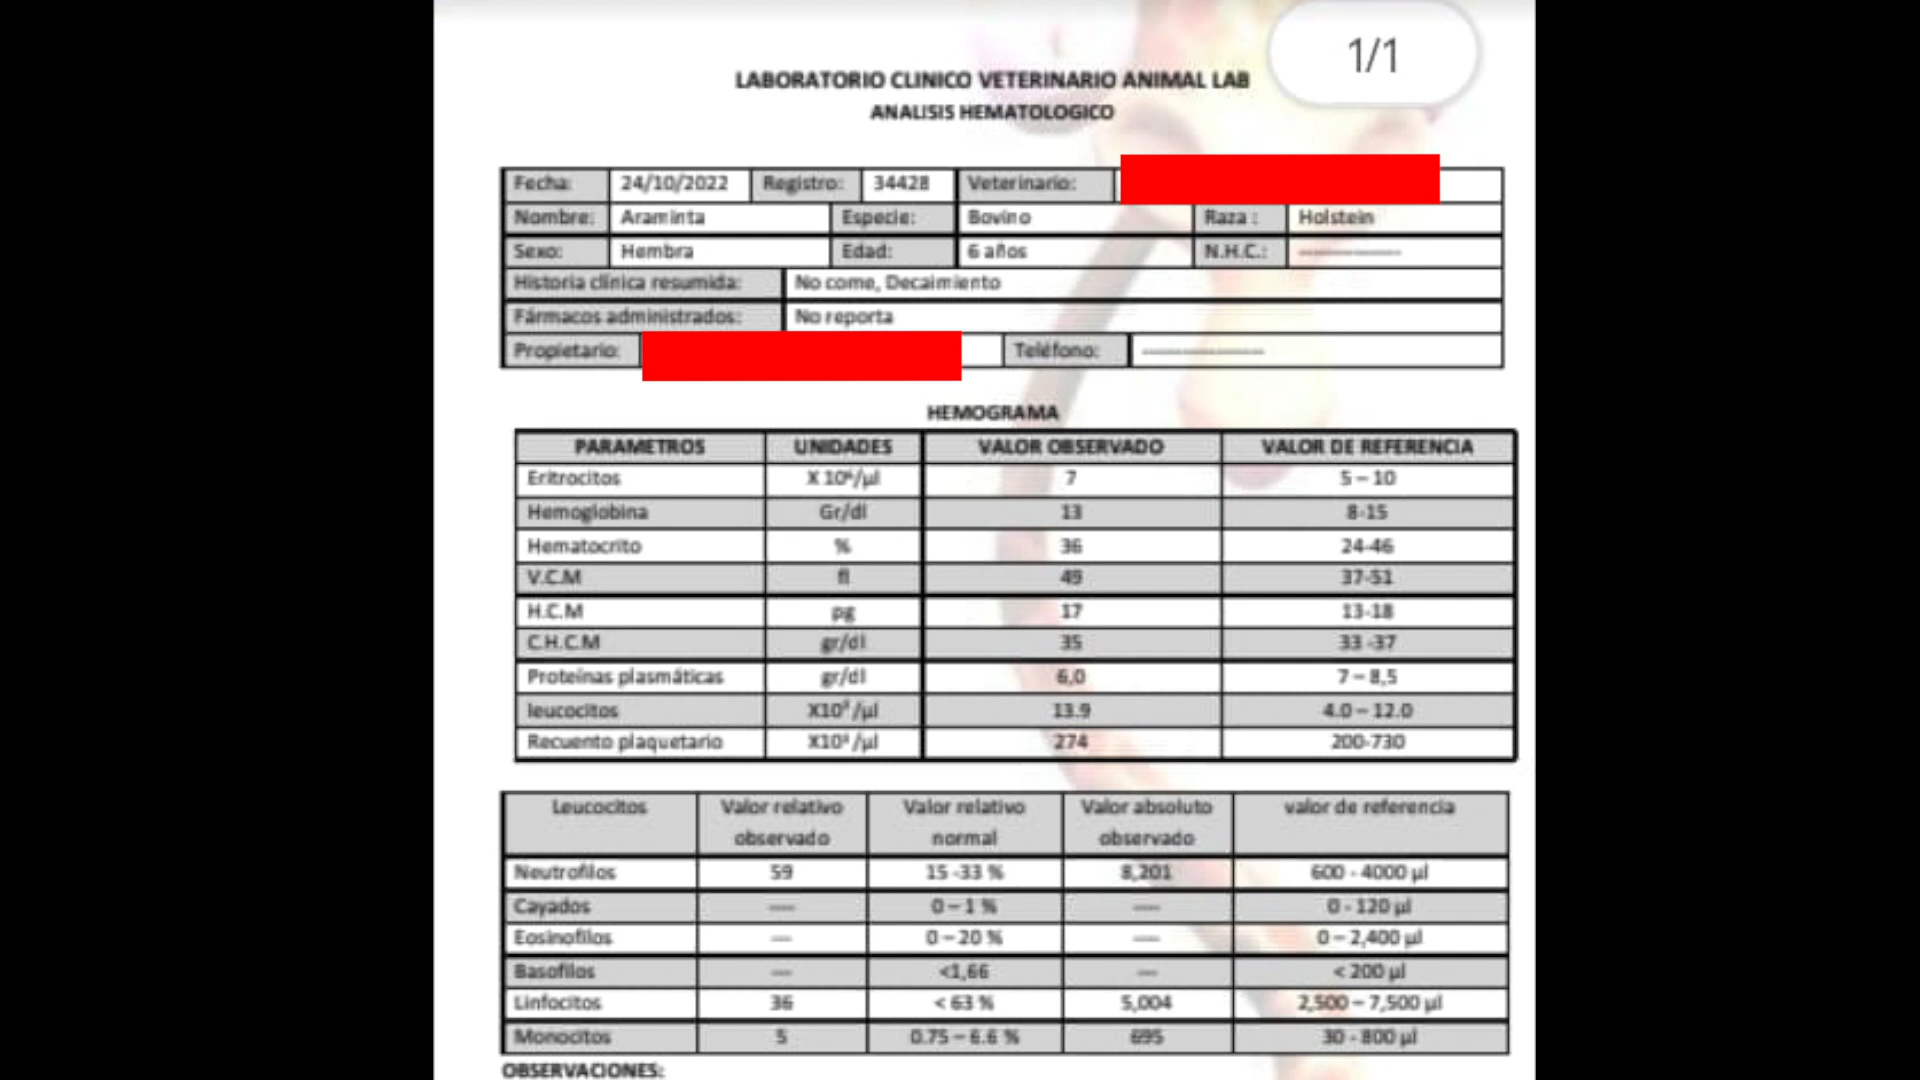 1/1
LABORATORIO CLINICO VETERINARIO ANIMAL LAB
ANALISIS HEMATOLOGICO
Fecha: 24/10/2022 Registro: 34428 Veterinario:
Nombre: Araminta Especie: Bovino Raza : Holstein
Sexo: Hembra Edad: 6 años N.H.C.: ----------------
Historia clínica resumida: No come, Decaimiento
Fármacos administrados: No reporta
Propietario: Teléfono: -------------------
HEMOGRAMA
PARAMETROS UNIDADES VALOR OBSERVADO VALOR DE REFERENCIA
Eritrocitos X 10⁶/µl 7 5 – 10
Hemoglobina Gr/dl 13 8-15
Hematocrito % 36 24-46
V.C.M fl 49 37-51
H.C.M pg 17 13-18
C.H.C.M gr/dl 35 33 -37
Proteínas plasmáticas gr/dl 6,0 7 – 8,5
leucocitos X10³/µl 13.9 4.0 – 12.0
Recuento plaquetario X10³/µl 274 200-730
Leucocitos Valor relativo observado Valor relativo normal Valor absoluto observado valor de referencia
Neutrofilos 59 15 -33 % 8,201 600 - 4000 µl
Cayados ---- 0 – 1 % ---- 0 - 120 µl
Eosinofilos --- 0 – 20 % ---- 0 – 2,400 µl
Basofilos --- <1,66 --- < 200 µl
Linfocitos 36 < 63 % 5,004 2,500 – 7,500 µl
Monocitos 5 0.75 – 6.6 % 695 30 - 800 µl
OBSERVACIONES: